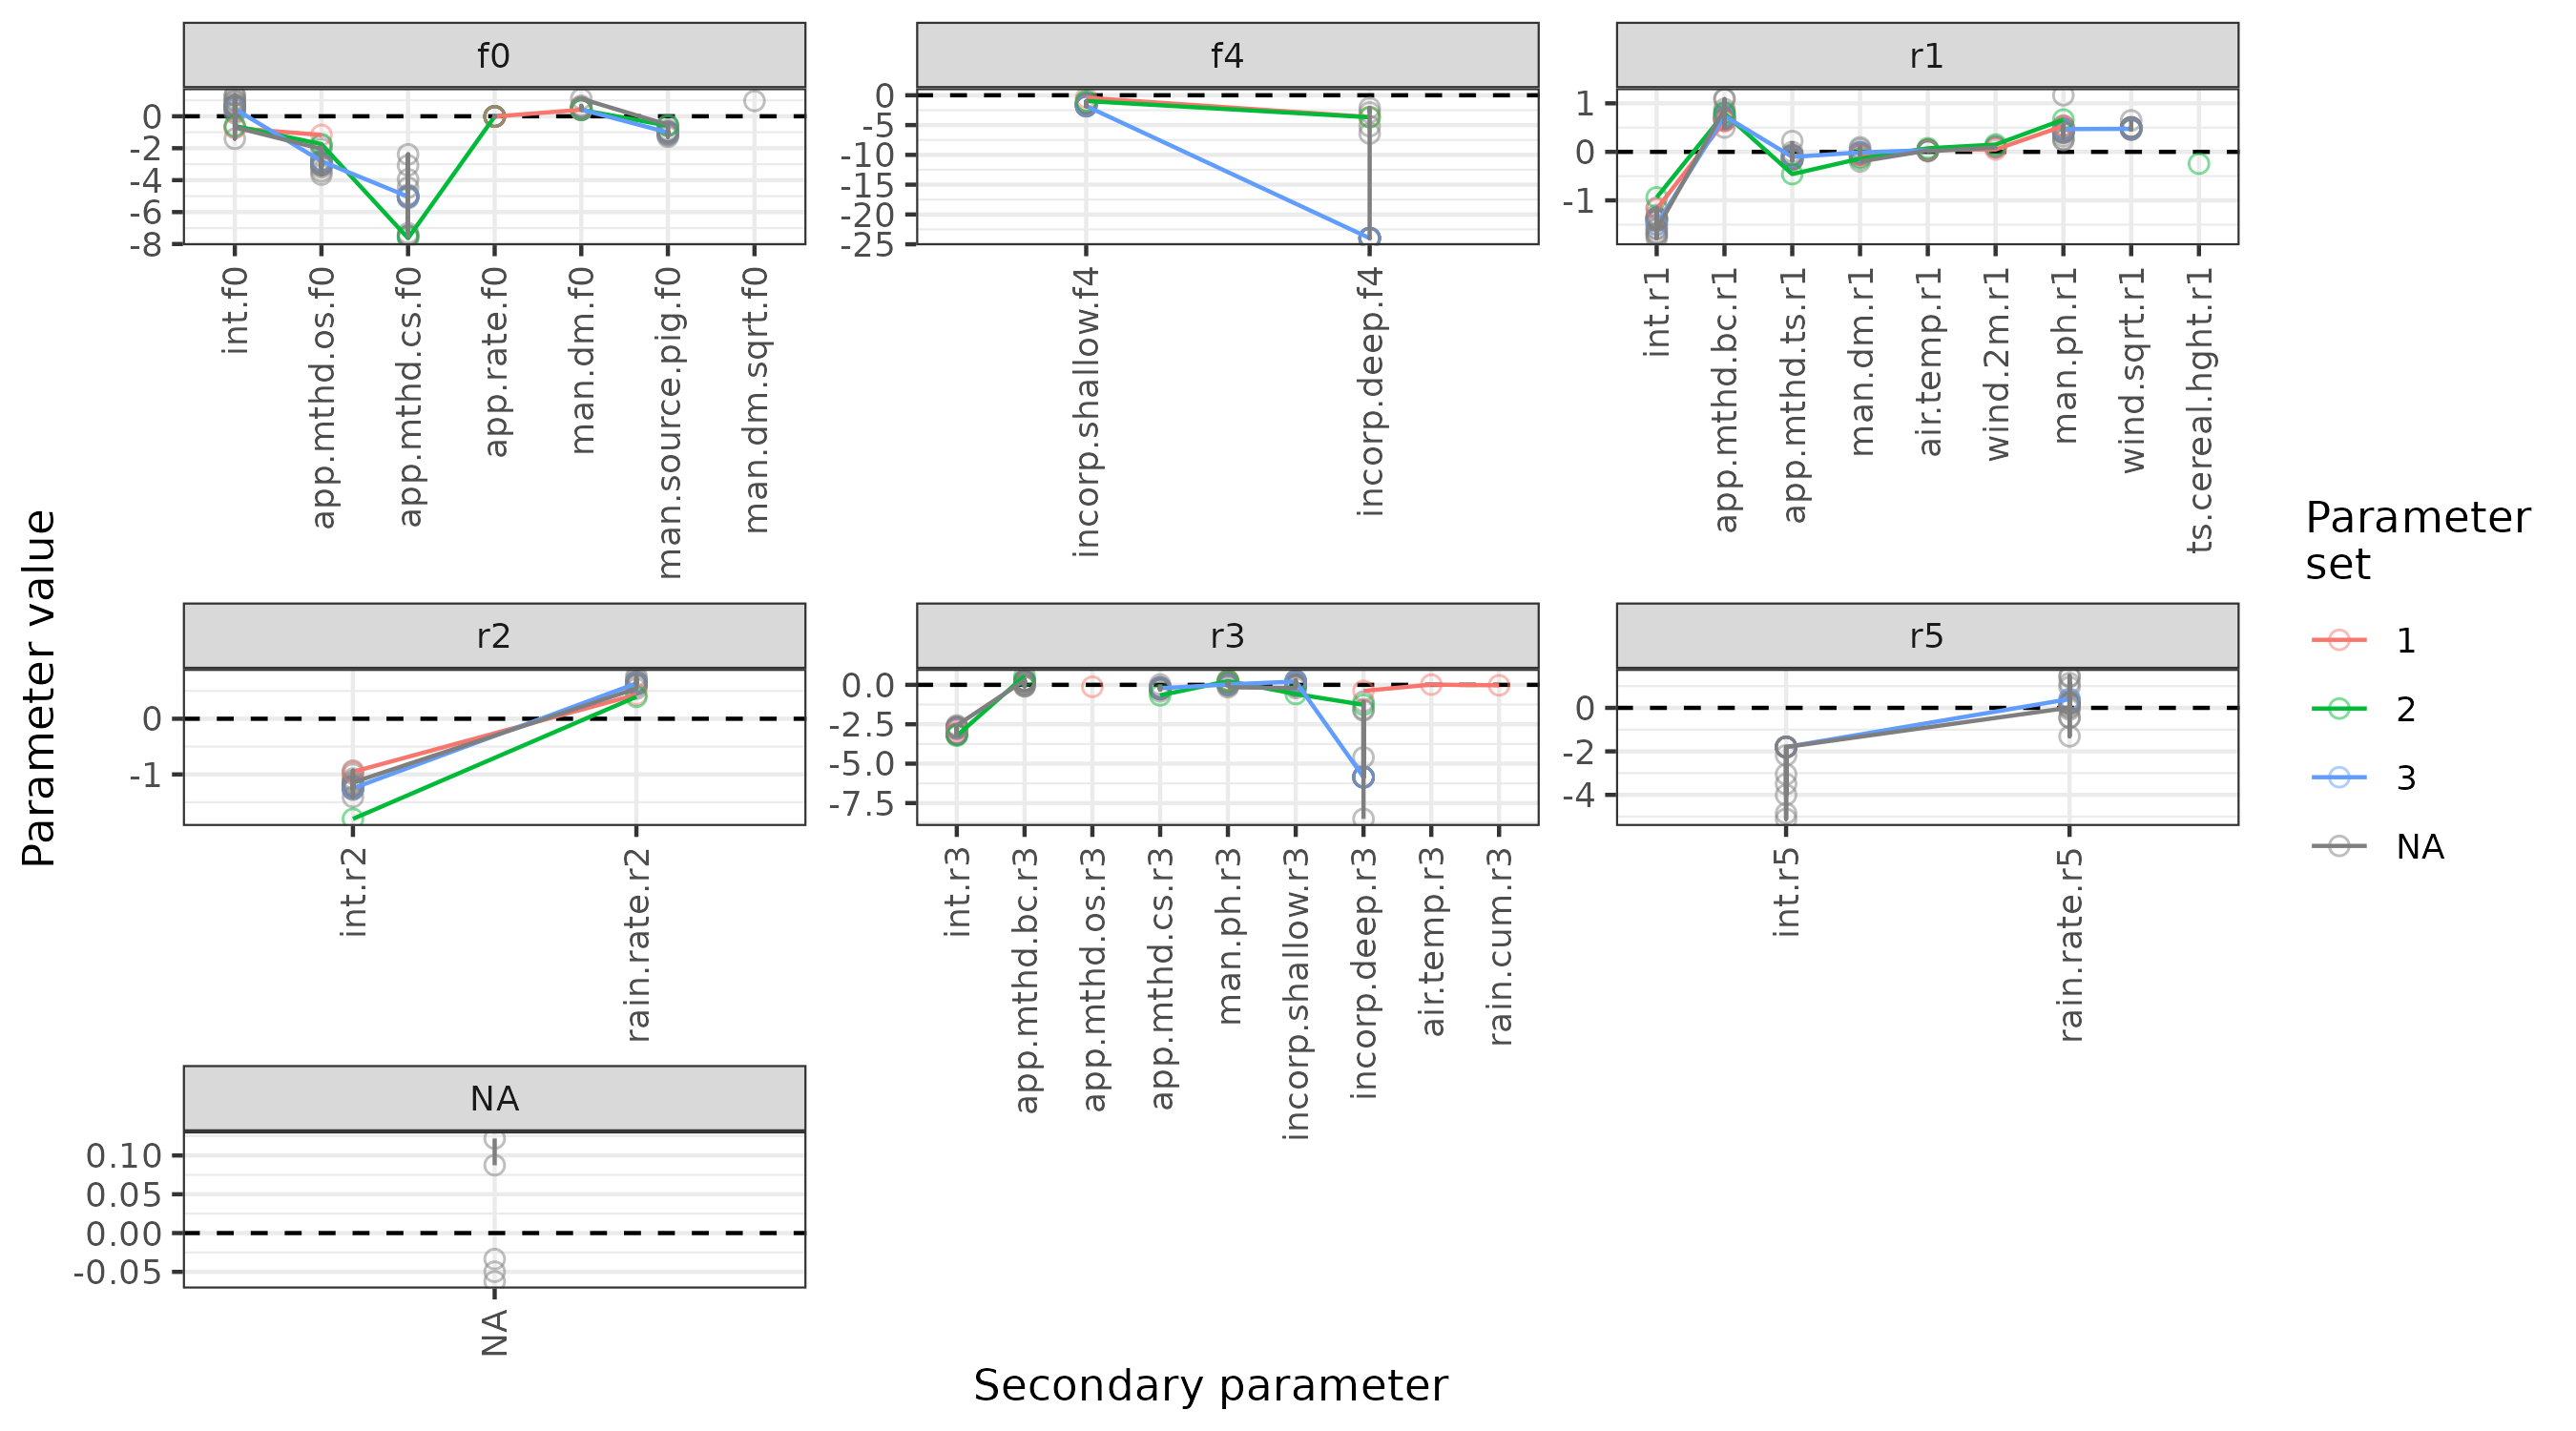 f0
f4
r1
0
-2
-4
-6
-8
0
-5
-10
-15
-20
-25
1
0
-1
int.f0
app.mthd.os.f0
app.mthd.cs.f0
app.rate.f0
man.dm.f0
man.source.pig.f0
man.dm.sqrt.f0
incorp.shallow.f4
incorp.deep.f4
int.r1
app.mthd.bc.r1
app.mthd.ts.r1
man.dm.r1
air.temp.r1
wind.2m.r1
man.ph.r1
wind.sqrt.r1
ts.cereal.hght.r1
r2
r3
r5
0
-1
0.0
-2.5
-5.0
-7.5
0
-2
-4
int.r2
rain.rate.r2
int.r3
app.mthd.bc.r3
app.mthd.os.r3
app.mthd.cs.r3
man.ph.r3
incorp.shallow.r3
incorp.deep.r3
air.temp.r3
rain.cum.r3
int.r5
rain.rate.r5
NA
0.10
0.05
0.00
-0.05
NA
Secondary parameter
Parameter value
Parameter
set
1
2
3
NA